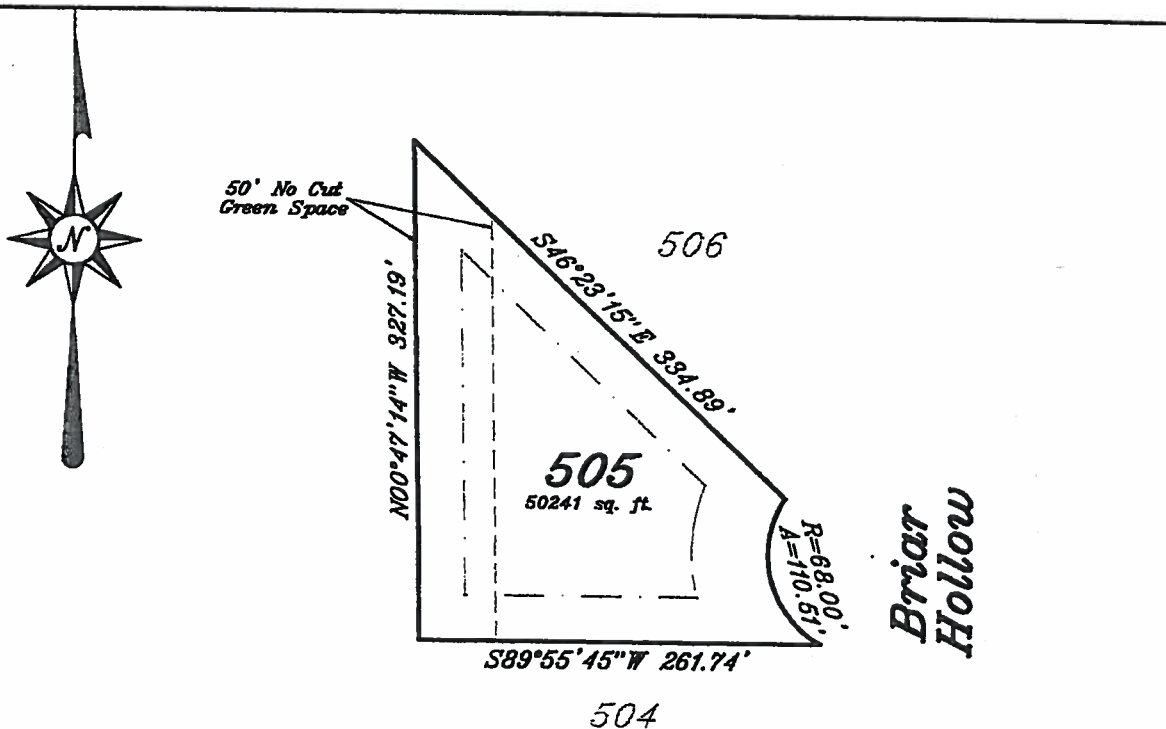 N
50' No Cut
Green Space
506
S46°23'15"E 334.89'
N00°47'14"W 327.19'
505
50241 sq. ft.
R=68.00'
A=110.51'
Briar
Hollow
S89°55'45"W 261.74'
504